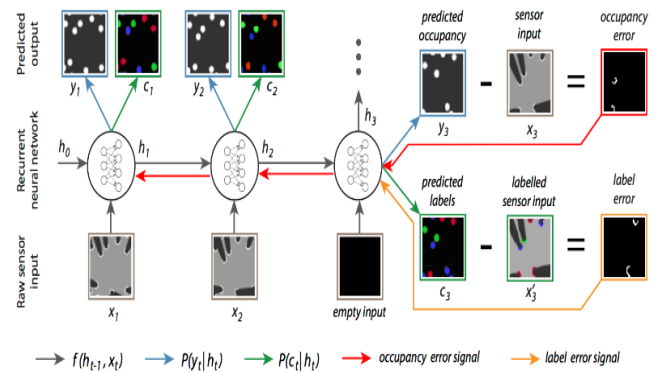 Predicted output
y1
c1
y2
c2
predicted occupancy
sensor input
occupancy error
y3
x3
Recurrent neural network
h0
h1
h2
h3
predicted labels
labelled sensor input
label error
c3
x'3
Raw sensor input
x1
x2
empty input
f(ht-1, xt)
P(yt|ht)
P(ct|ht)
occupancy error signal
label error signal